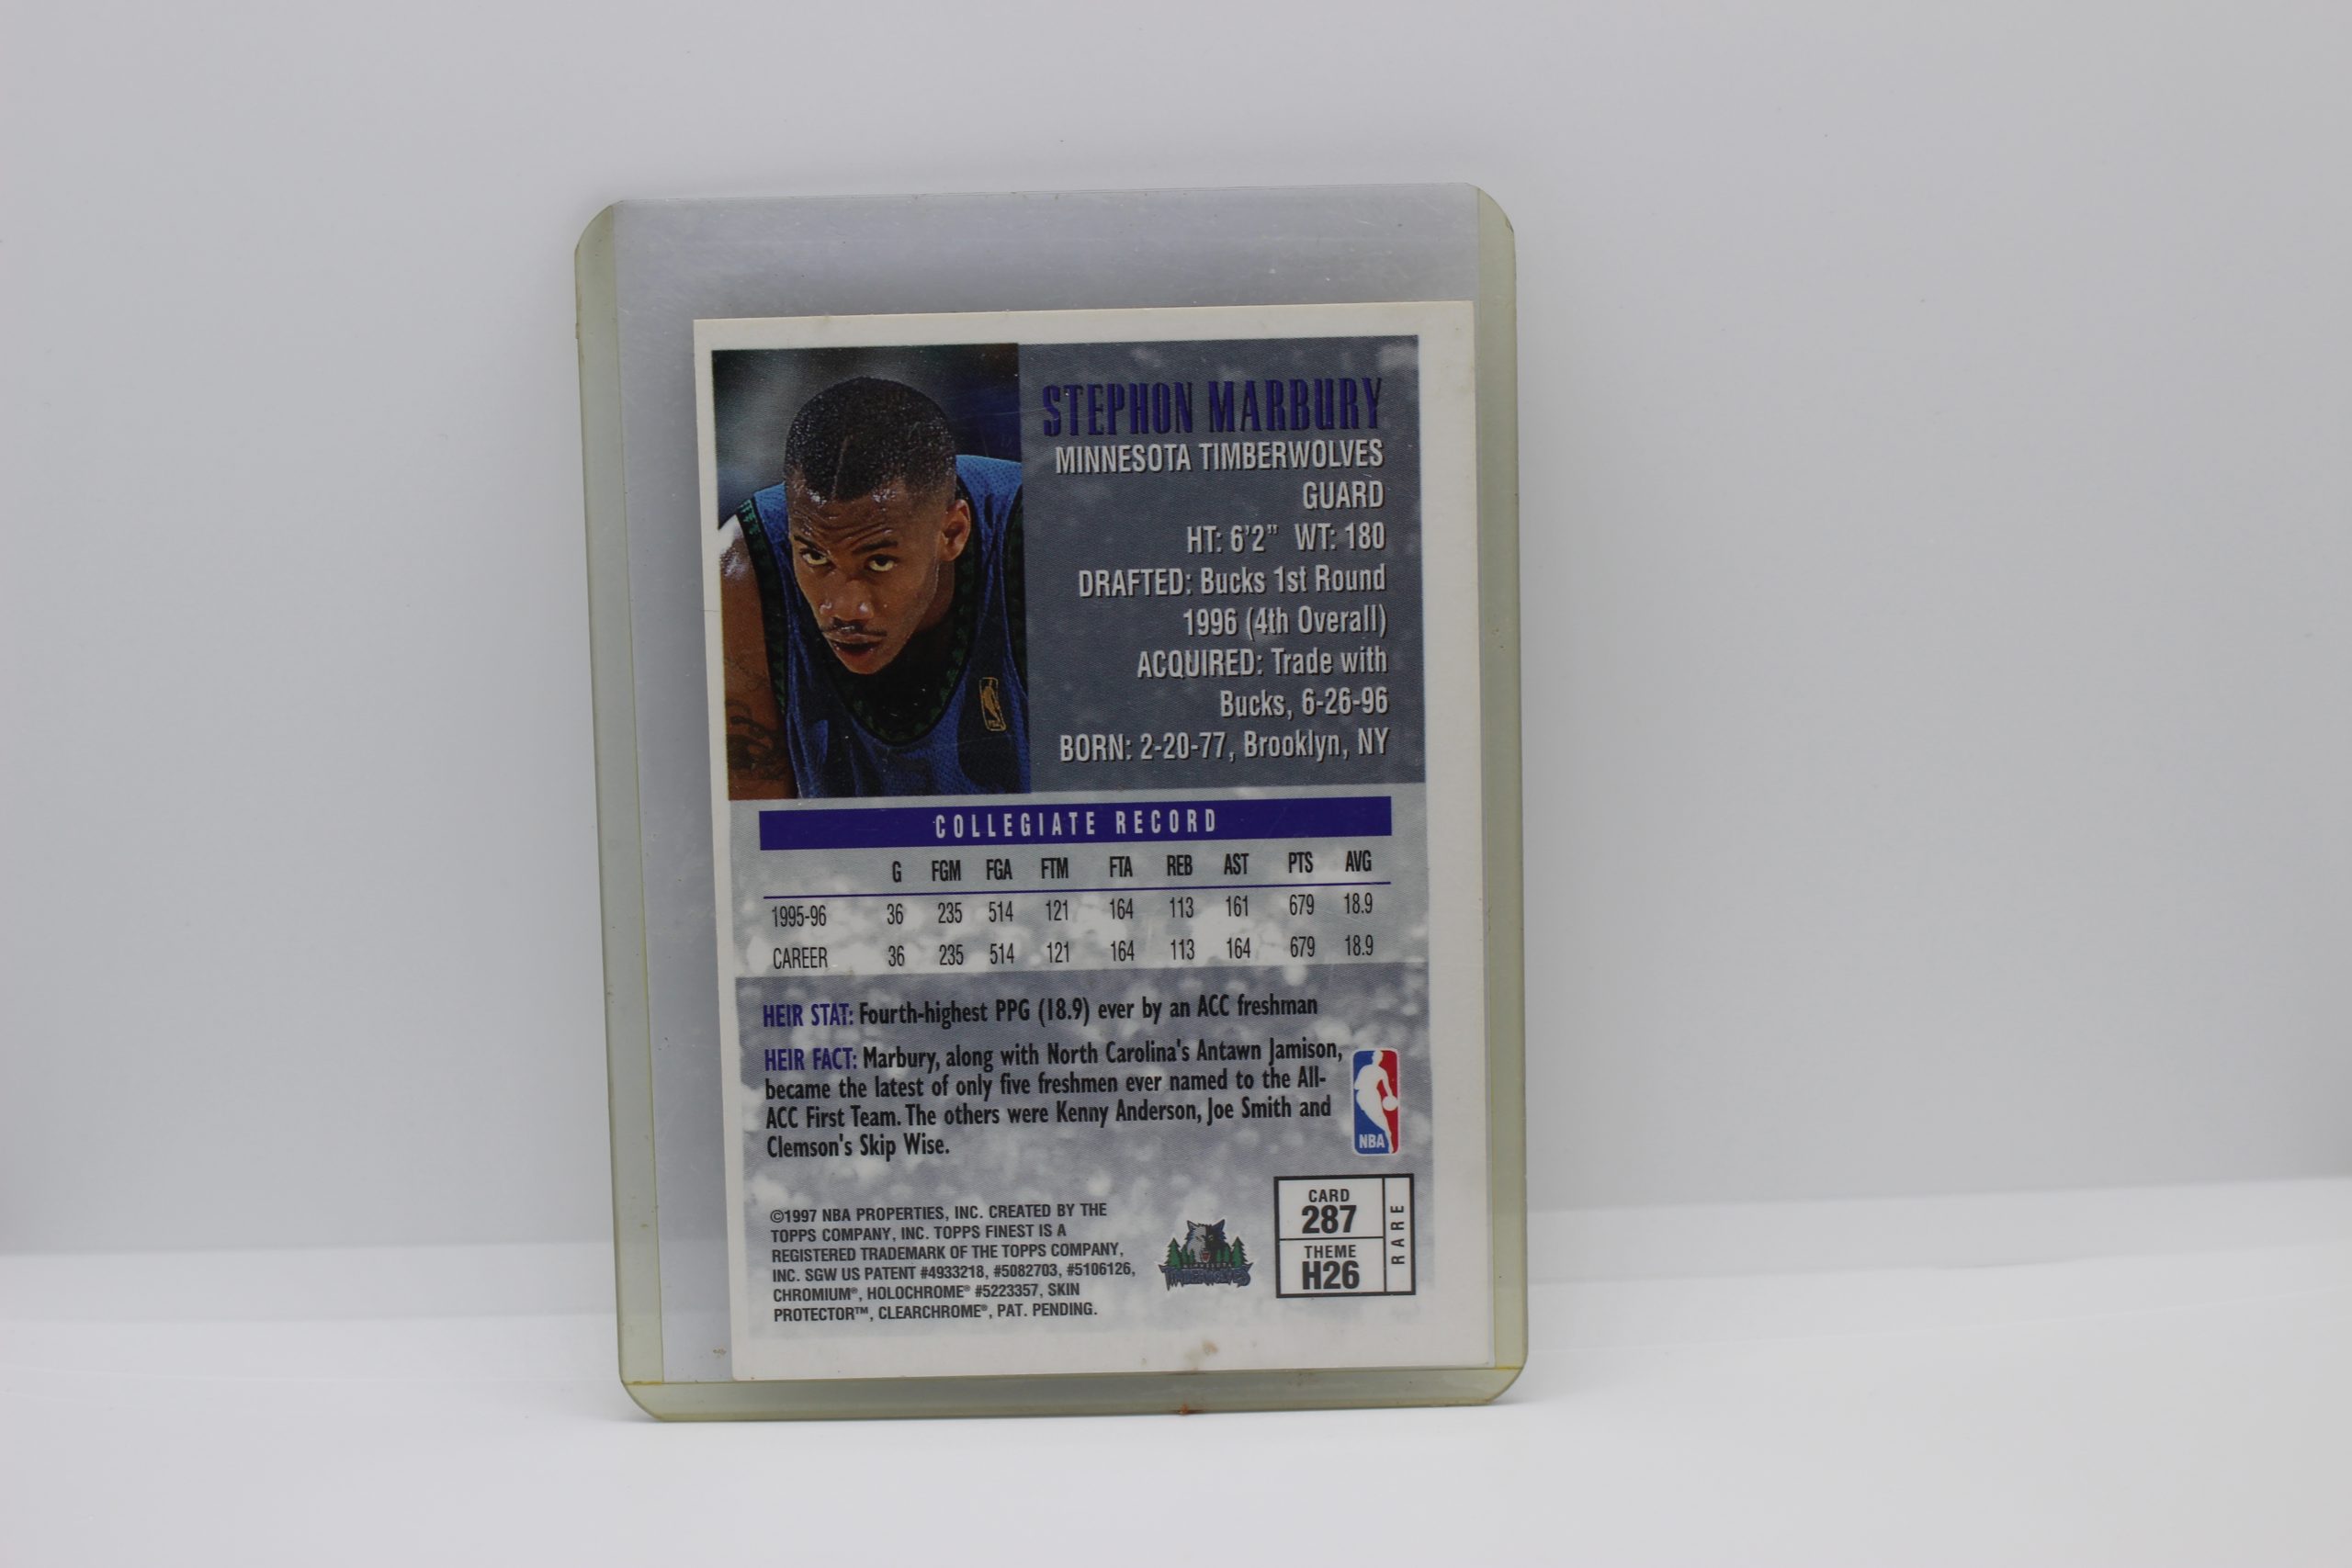 STEPHON MARBURY
MINNESOTA TIMBERWOLVES
GUARD
HT: 6'2" WT: 180
DRAFTED: Bucks 1st Round
1996 (4th Overall)
ACQUIRED: Trade with
Bucks, 6-26-96
BORN: 2-20-77, Brooklyn, NY
COLLEGIATE RECORD
G FGM FGA FTM FTA REB AST PTS AVG
1995-96 36 235 514 121 164 113 161 679 18.9
CAREER 36 235 514 121 164 113 164 679 18.9
HEIR STAT: Fourth-highest PPG (18.9) ever by an ACC freshman
HEIR FACT: Marbury, along with North Carolina's Antawn Jamison,
became the latest of only five freshmen ever named to the All-
ACC First Team. The others were Kenny Anderson, Joe Smith and
Clemson's Skip Wise.
NBA
©1997 NBA PROPERTIES, INC. CREATED BY THE
TOPPS COMPANY, INC. TOPPS FINEST IS A
REGISTERED TRADEMARK OF THE TOPPS COMPANY,
INC. SGW US PATENT #4933218, #5082703, #5106126,
CHROMIUM®, HOLOCHROME® #5223357, SKIN
PROTECTOR™, CLEARCHROME®, PAT. PENDING.
TIMBERWOLVES
CARD
287
THEME
H26
RARE